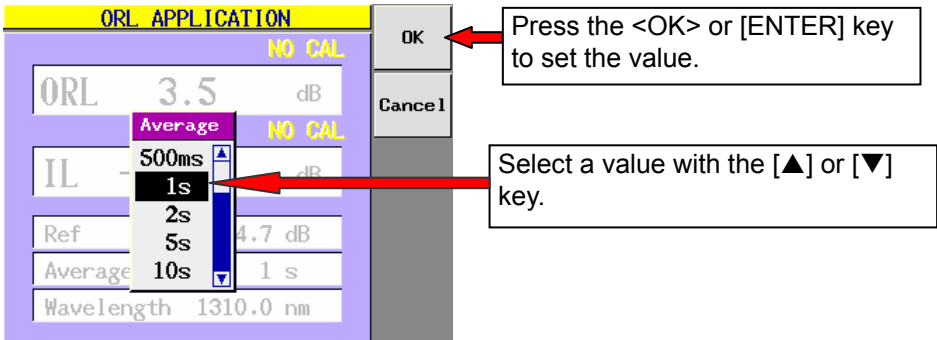 ORL APPLICATION
NO CAL
ORL 3.5 dB
NO CAL
IL - dB
Ref 4.7 dB
Average 1 s
Wavelength 1310.0 nm
Average
500ms
1s
2s
5s
10s
OK
Cancel
Press the <OK> or [ENTER] key
to set the value.
Select a value with the [▲] or [▼]
key.